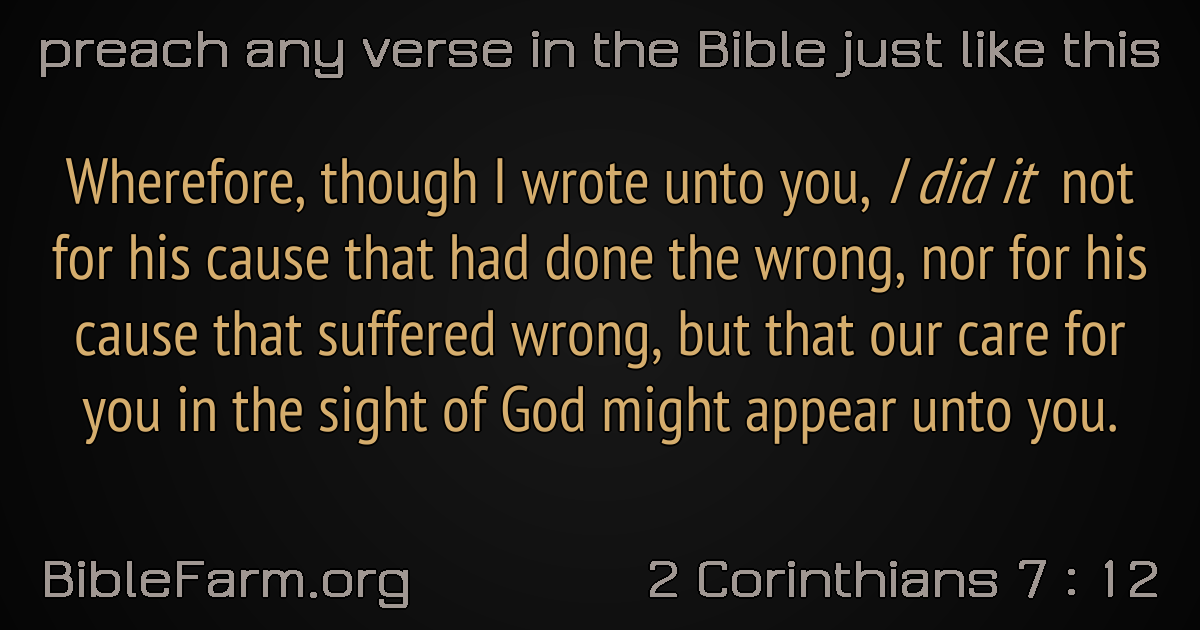 preach any verse in the Bible just like this
Wherefore, though I wrote unto you, I did it not
for his cause that had done the wrong, nor for his
cause that suffered wrong, but that our care for
you in the sight of God might appear unto you.
BibleFarm.org
2 Corinthians 7 : 12